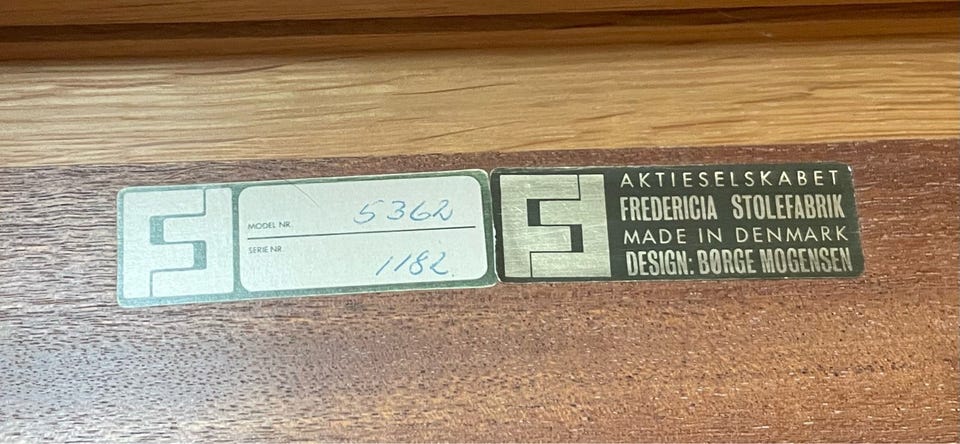 MODEL NR. 5362
SERIE NR. 1182
AKTIESELSKABET
FREDERICIA STOLEFABRIK
MADE IN DENMARK
DESIGN: BØRGE MOGENSEN